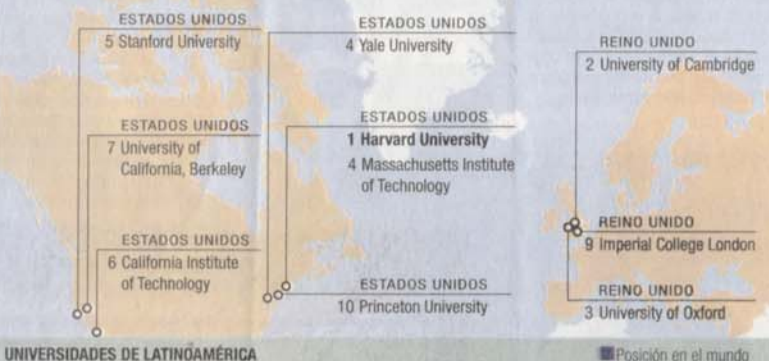 ESTADOS UNIDOS
5 Stanford University
ESTADOS UNIDOS
7 University of
California, Berkeley
ESTADOS UNIDOS
6 California Institute
of Technology
ESTADOS UNIDOS
4 Yale University
ESTADOS UNIDOS
1 Harvard University
4 Massachusetts Institute
of Technology
ESTADOS UNIDOS
10 Princeton University
REINO UNIDO
2 University of Cambridge
REINO UNIDO
9 Imperial College London
REINO UNIDO
3 University of Oxford
UNIVERSIDADES DE LATINOAMÉRICA
Posición en el mundo